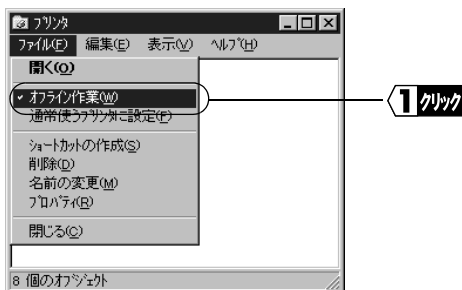 ﾌﾟﾘﾝﾀ
ﾌｧｲﾙ(F) 編集(E) 表示(V) ﾍﾙﾌﾟ(H)
開く(O)
✓ ｵﾌﾗｲﾝ作業(W)
通常使うﾌﾟﾘﾝﾀに設定(F)
ｼｮｰﾄｶｯﾄの作成(S)
削除(D)
名前の変更(M)
ﾌﾟﾛﾊﾟﾃｨ(R)
閉じる(C)
1 クリック
8 個のｵﾌﾞｼﾞｪｸﾄ